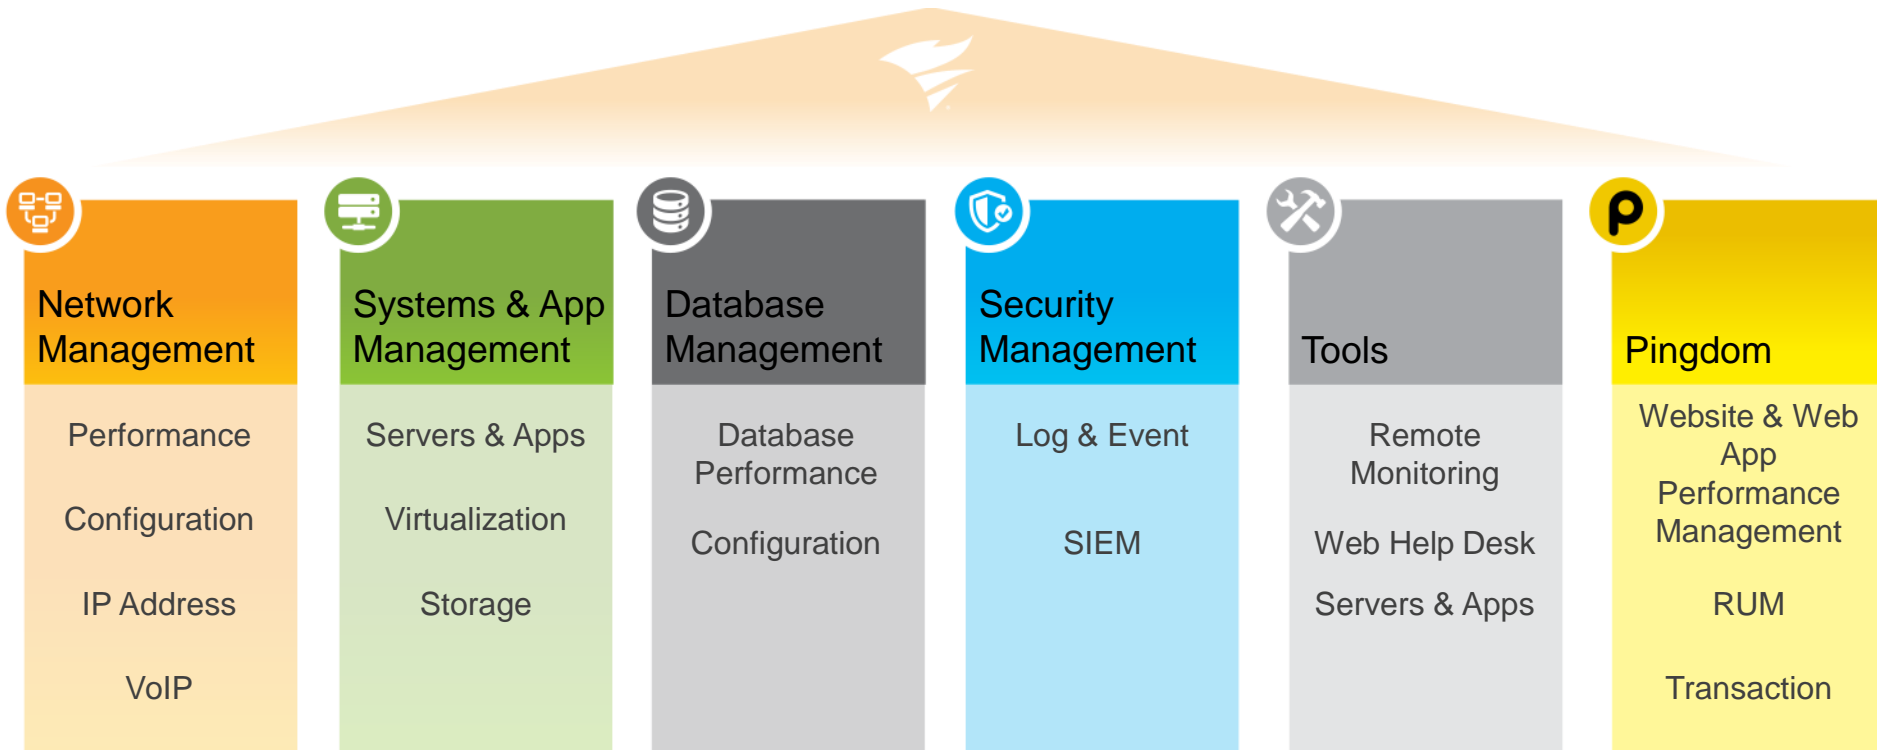 Network
Management
Performance
Configuration
IP Address
VoIP
Systems & App
Management
Servers & Apps
Virtualization
Storage
Database
Management
Database
Performance
Configuration
Security
Management
Log & Event
SIEM
Tools
Remote
Monitoring
Web Help Desk
Servers & Apps
Pingdom
Website & Web
App
Performance
Management
RUM
Transaction